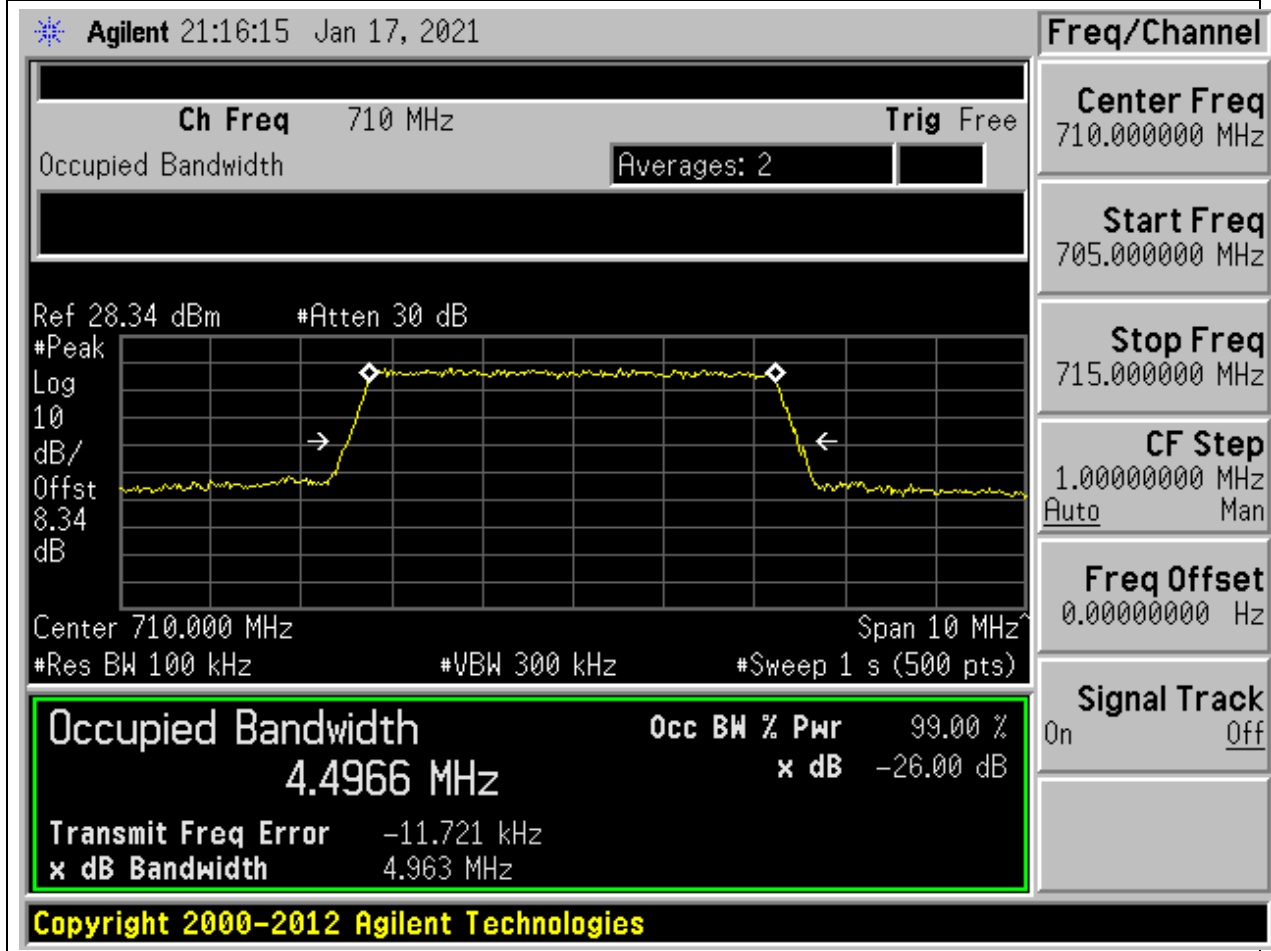 Agilent 21:16:15 Jan 17, 2021
Freq/Channel
Ch Freq 710 MHz Trig Free
Occupied Bandwidth Averages: 2
Center Freq
710.000000 MHz
Start Freq
705.000000 MHz
Stop Freq
715.000000 MHz
CF Step
1.00000000 MHz
Auto Man
Freq Offset
0.00000000 Hz
Signal Track
On Off
Ref 28.34 dBm #Atten 30 dB
#Peak
Log
10
dB/
Offst
8.34
dB
Center 710.000 MHz Span 10 MHz^
#Res BW 100 kHz #VBW 300 kHz #Sweep 1 s (500 pts)
Occupied Bandwidth Occ BW % Pwr 99.00 %
4.4966 MHz x dB -26.00 dB
Transmit Freq Error -11.721 kHz
x dB Bandwidth 4.963 MHz
Copyright 2000-2012 Agilent Technologies